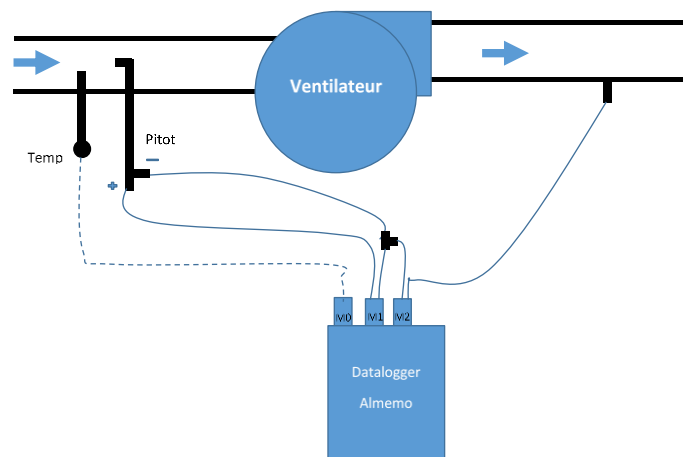 Ventilateur
Pitot
Temp
M0
M1
M2
Datalogger
Almemo